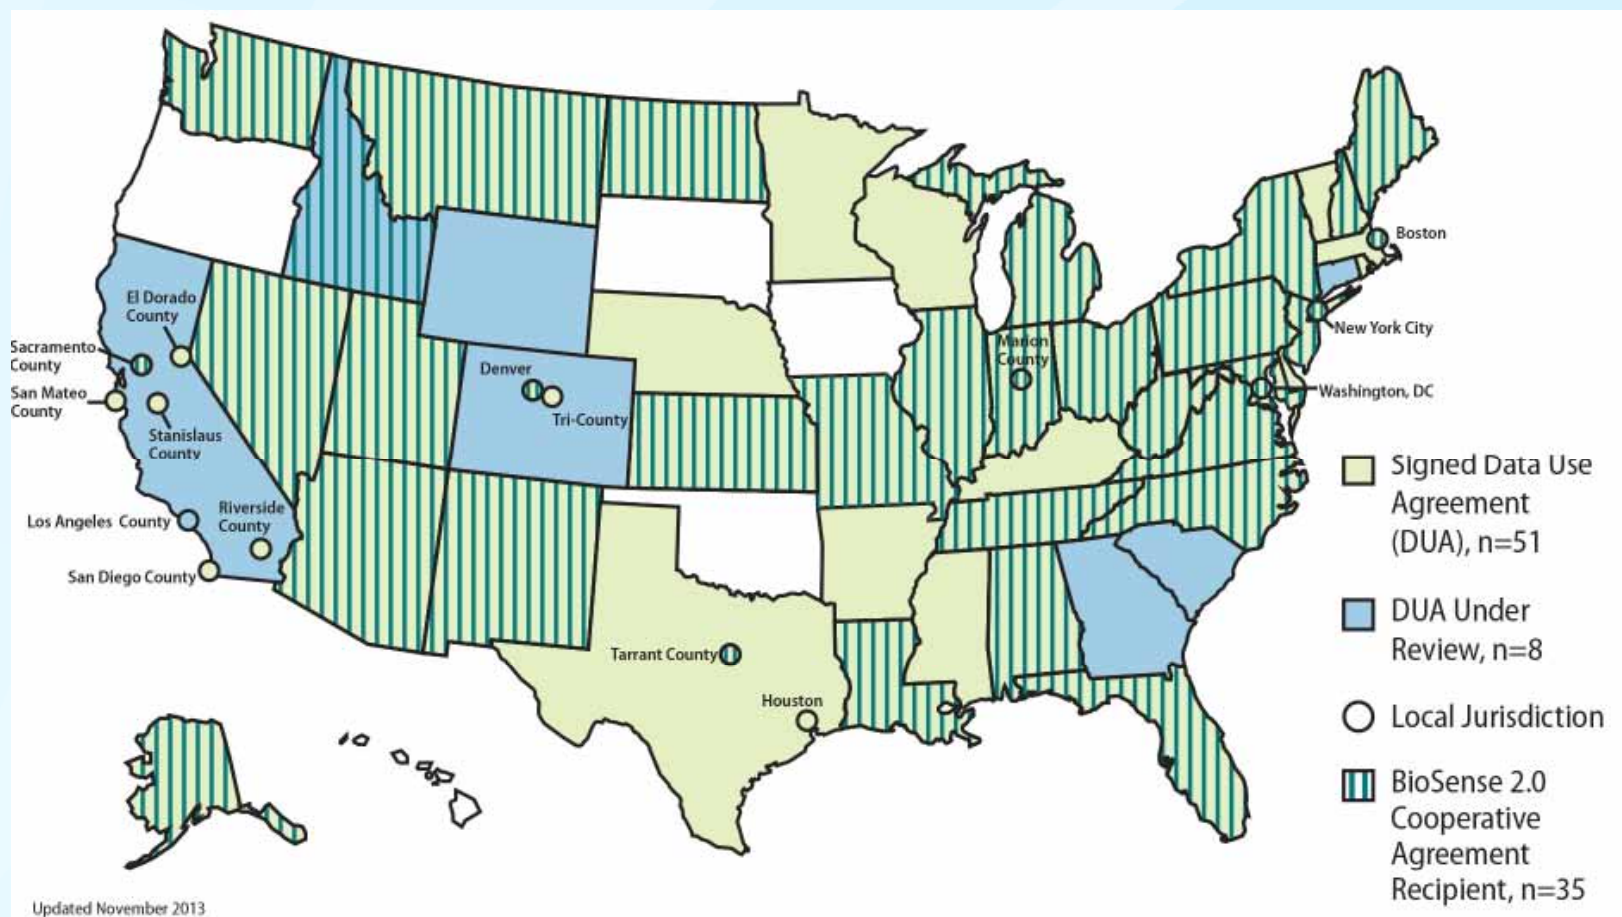 Boston
El Dorado
County
Sacramento
County
New York City
Marion
County
Denver
San Mateo
County
Washington, DC
Tri-County
Stanislaus
County
Signed Data Use
Agreement
(DUA), n=51
Riverside
County
Los Angeles County
San Diego County
DUA Under
Review, n=8
Tarrant County
Houston
Local Jurisdiction
BioSense 2.0
Cooperative
Agreement
Recipient, n=35
Updated November 2013